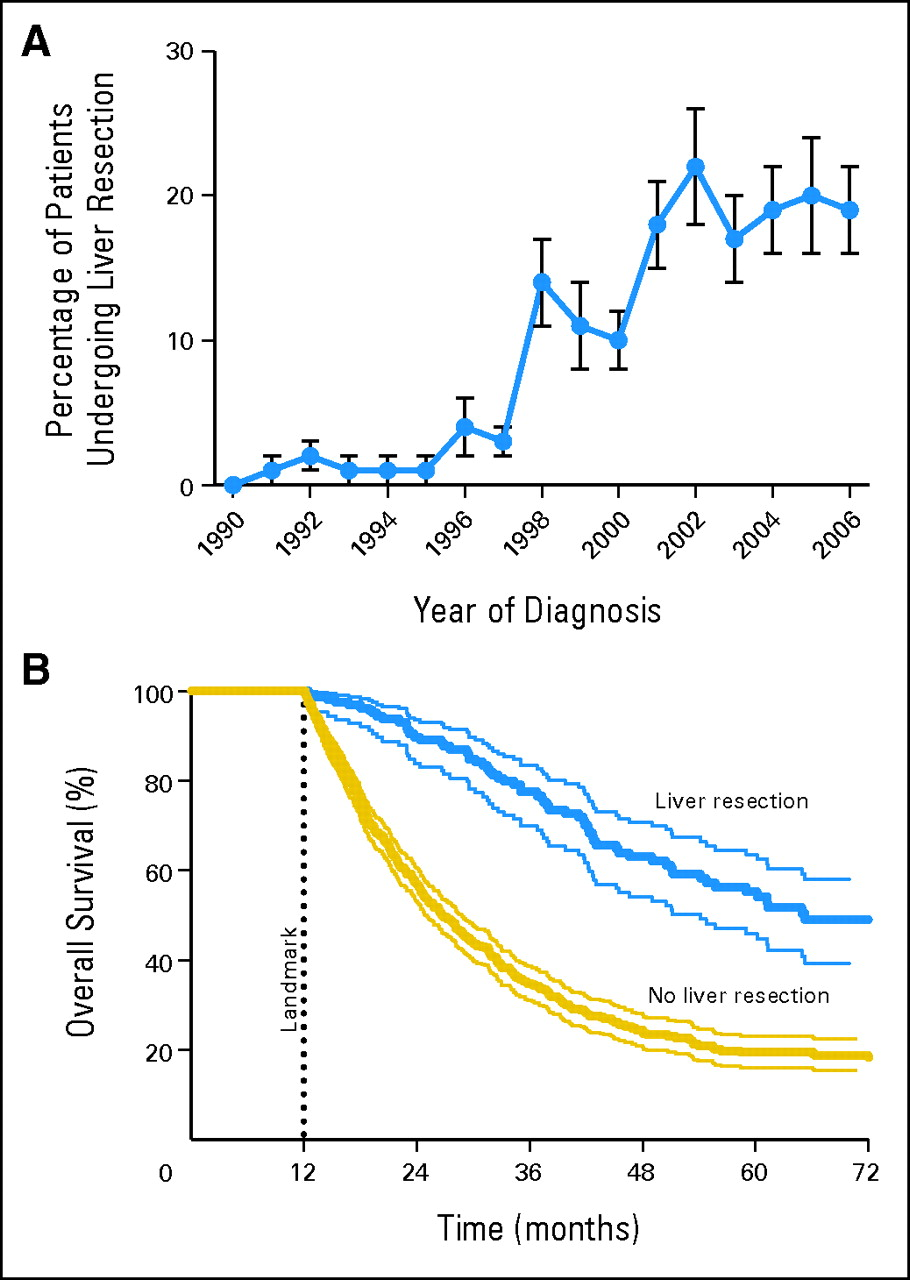 A
30
20
10
0
Percentage of Patients
Undergoing Liver Resection
1990
1992
1994
1996
1998
2000
2002
2004
2006
Year of Diagnosis
B
100
80
60
40
20
0
Overall Survival (%)
Landmark
Liver resection
No liver resection
12
24
36
48
60
72
Time (months)